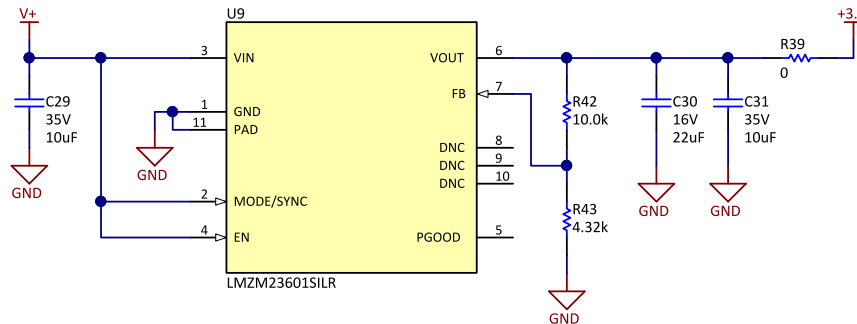 V+
U9
+3.
3
VIN
VOUT
6
R39
0
FB
7
C29
35V
10uF
1
GND
11
PAD
R42
10.0k
C30
16V
22uF
C31
35V
10uF
GND
GND
DNC
8
DNC
9
DNC
10
GND
GND
2
MODE/SYNC
R43
4.32k
4
EN
PGOOD
5
LMZM23601SILR
GND